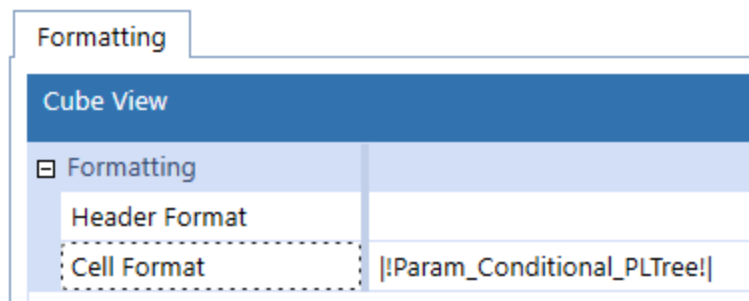 Formatting
Cube View
Formatting
Header Format
Cell Format |!Param_Conditional_PLTree!|